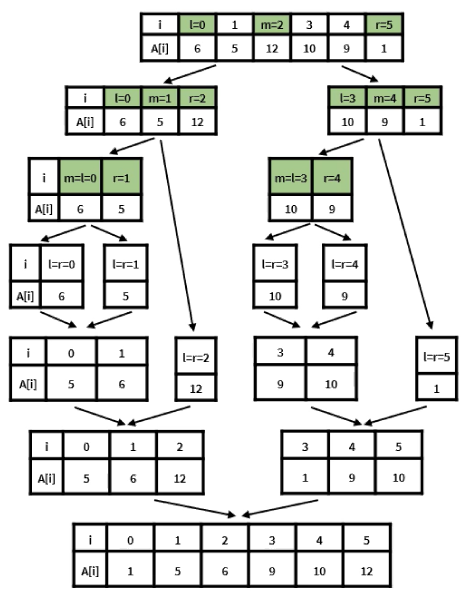 i l=0 1 m=2 3 4 r=5
A[i] 6 5 12 10 9 1
i l=0 m=1 r=2
A[i] 6 5 12
l=3 m=4 r=5
10 9 1
i m=l=0 r=1
A[i] 6 5
m=l=3 r=4
10 9
i l=r=0
A[i] 6
l=r=1
5
l=r=3
10
l=r=4
9
i 0 1
A[i] 5 6
l=r=2
12
3 4
9 10
l=r=5
1
i 0 1 2
A[i] 5 6 12
3 4 5
1 9 10
i 0 1 2 3 4 5
A[i] 1 5 6 9 10 12